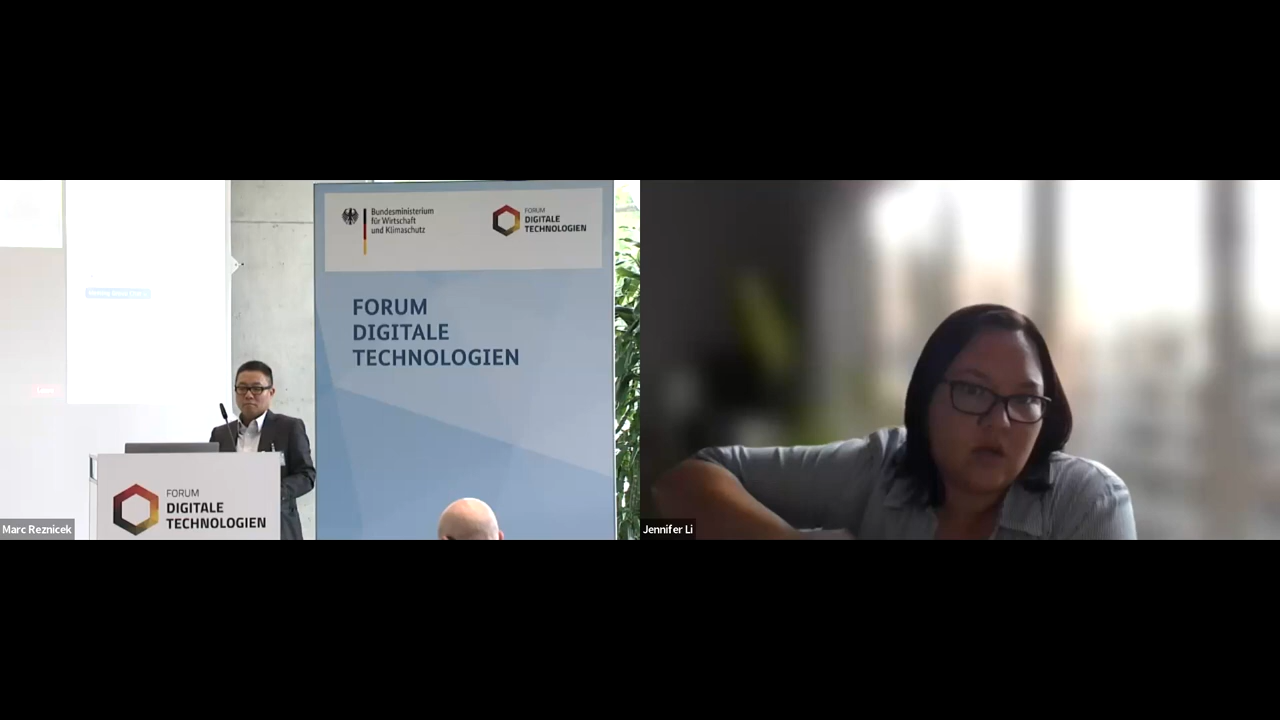 Bundesministerium
für Wirtschaft
und Klimaschutz
FORUM
DIGITALE
TECHNOLOGIEN
FORUM
DIGITALE
TECHNOLOGIEN
FORUM
DIGITALE
TECHNOLOGIEN
Marc Reznicek
Jennifer Li